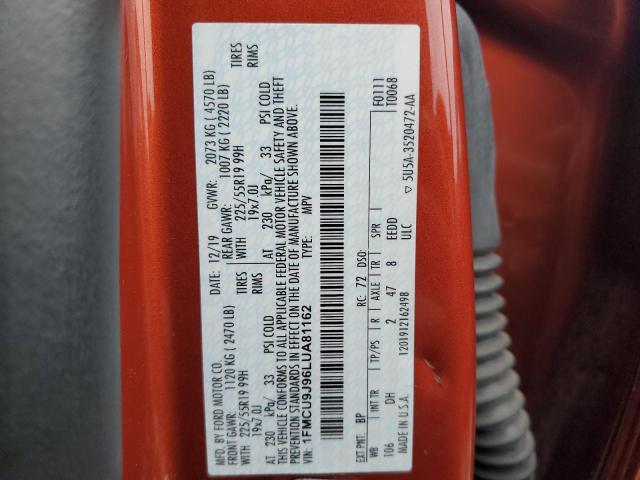 MFD. BY FORD MOTOR CO.
DATE: 12/19 GVWR: 2073 KG ( 4570 LB)
FRONT GAWR: 1120 KG ( 2470 LB) REAR GAWR: 1007 KG ( 2220 LB)
WITH 225/55R19 99H TIRES WITH 225/55R19 99H TIRES
19x7.0J RIMS 19x7.0J RIMS
AT 230 kPa/ 33 PSI COLD AT 230 kPa/ 33 PSI COLD
THIS VEHICLE CONFORMS TO ALL APPLICABLE FEDERAL MOTOR VEHICLE SAFETY AND THEFT
PREVENTION STANDARDS IN EFFECT ON THE DATE OF MANUFACTURE SHOWN ABOVE.
VIN: 1FMCU9J96LUA81162 TYPE: MPV
F0111
T0068
EXT PNT: BP RC: 72 DSO:
WB INT TR TP/PS R AXLE TR SPR
106 DH 2 47 8 EEDD
MADE IN U.S.A. 1201912162498 ULC
▽ 5U5A-3520472-AA